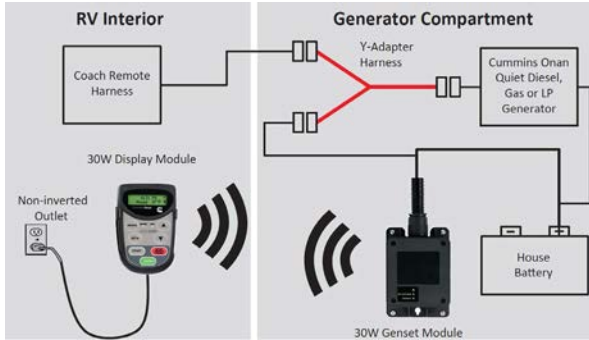 RV Interior
Coach Remote
Harness
30W Display Module
Non-inverted
Outlet
Generator Compartment
Y-Adapter
Harness
Cummins Onan
Quiet Diesel,
Gas or LP
Generator
House
Battery
30W Genset Module